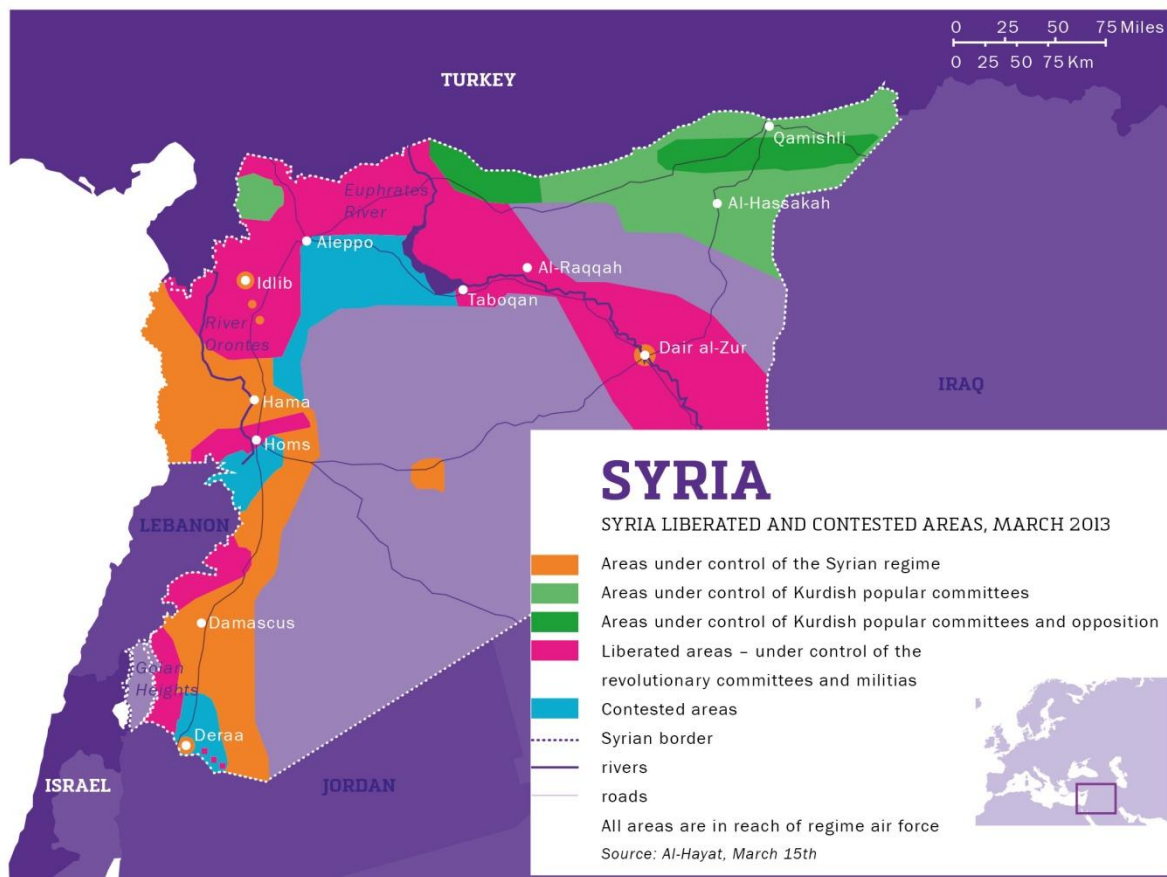 0 25 50 75 Miles
0 25 50 75 Km
TURKEY
Qamishli
Euphrates
River
Al-Hassakah
Aleppo
Al-Raqqah
Idlib
Taboqan
River
Orontes
Dair al-Zur
IRAQ
Hama
Homs
LEBANON
Damascus
Golan
Heights
Deraa
ISRAEL
JORDAN
SYRIA
SYRIA LIBERATED AND CONTESTED AREAS, MARCH 2013
Areas under control of the Syrian regime
Areas under control of Kurdish popular committees
Areas under control of Kurdish popular committees and opposition
Liberated areas – under control of the
revolutionary committees and militias
Contested areas
Syrian border
rivers
roads
All areas are in reach of regime air force
Source: Al-Hayat, March 15th